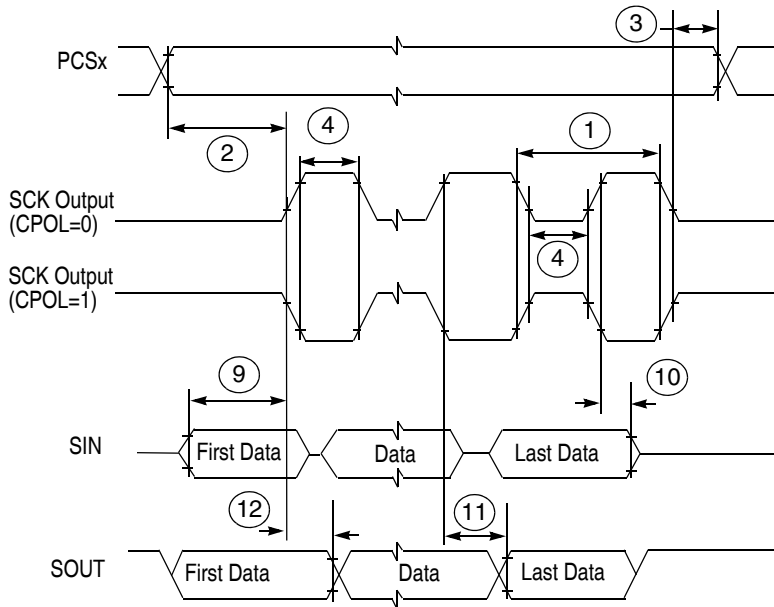 3
PCSx
2
4
1
SCK Output
(CPOL=0)
4
SCK Output
(CPOL=1)
9
10
SIN
First Data
Data
Last Data
12
11
SOUT
First Data
Data
Last Data